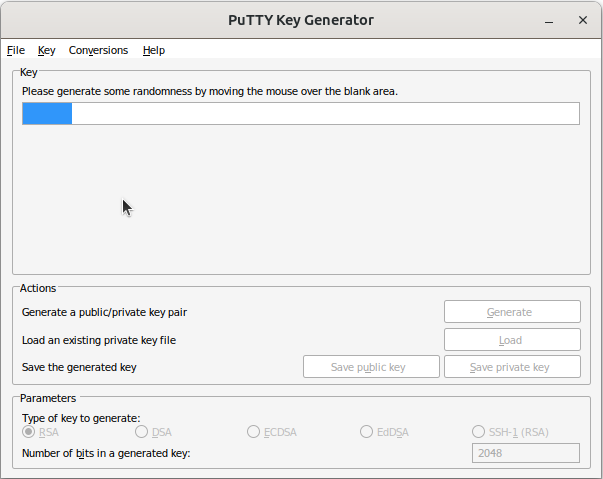 PuTTY Key Generator
File Key Conversions Help
Key
Please generate some randomness by moving the mouse over the blank area.
Actions
Generate a public/private key pair Generate
Load an existing private key file Load
Save the generated key Save public key Save private key
Parameters
Type of key to generate:
RSA DSA ECDSA EdDSA SSH-1 (RSA)
Number of bits in a generated key: 2048